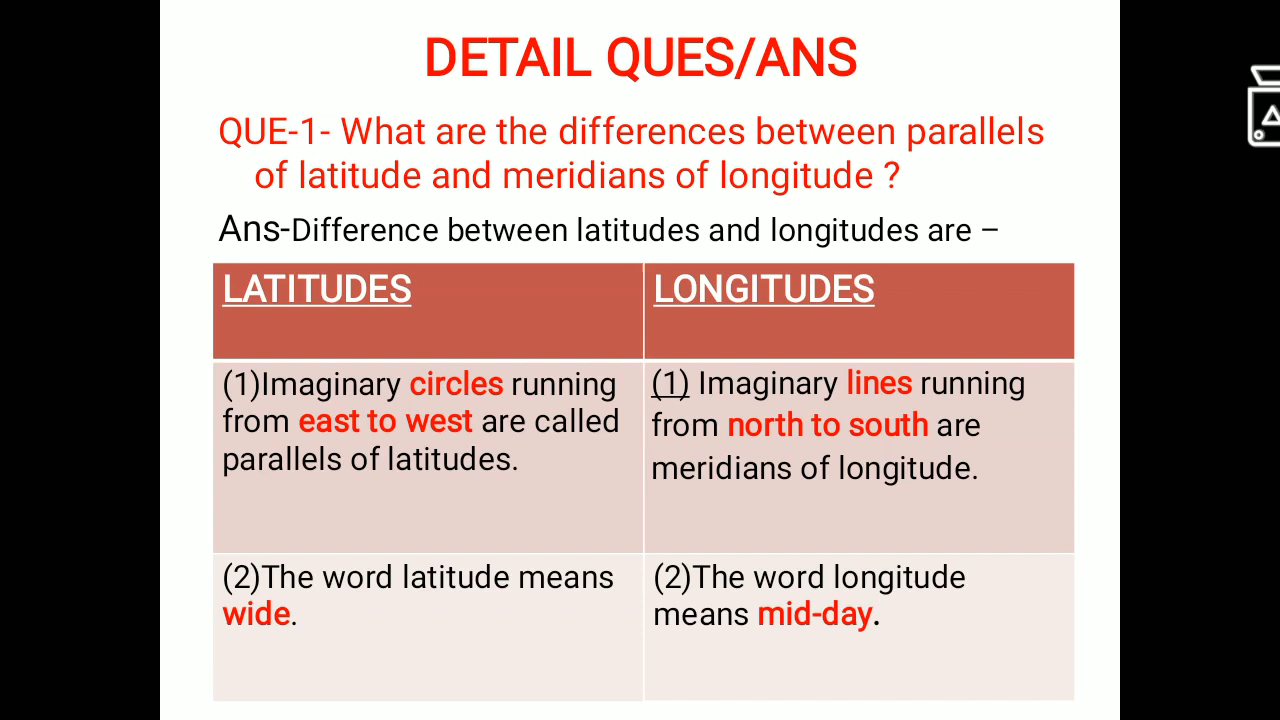 DETAIL QUES/ANS
QUE-1- What are the differences between parallels
of latitude and meridians of longitude ?
Ans-Difference between latitudes and longitudes are –
LATITUDES
LONGITUDES
(1)Imaginary circles running
from east to west are called
parallels of latitudes.
(1) Imaginary lines running
from north to south are
meridians of longitude.
(2)The word latitude means
wide.
(2)The word longitude
means mid-day.